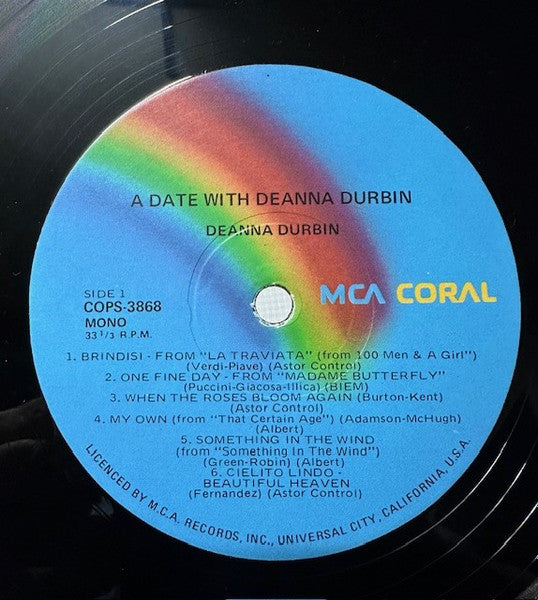 A DATE WITH DEANNA DURBIN
DEANNA DURBIN
MCA CORAL
SIDE 1
COPS-3868
MONO
33 1/3 R.P.M.
1. BRINDISI - FROM "LA TRAVIATA" (from 100 Men & A Girl")
(Verdi-Piave) (Astor Control)
2. ONE FINE DAY - FROM "MADAME BUTTERFLY"
(Puccini-Giacosa-Illica) (BIEM)
3. WHEN THE ROSES BLOOM AGAIN (Burton-Kent)
(Astor Control)
4. MY OWN (from "That Certain Age") (Adamson-McHugh)
(Albert)
5. SOMETHING IN THE WIND
(from "Something In The Wind")
(Green-Robin) (Albert)
6. CIELITO LINDO -
BEAUTIFUL HEAVEN
(Fernandez) (Astor Control)
LICENCED BY M.C.A. RECORDS, INC., UNIVERSAL CITY, CALIFORNIA, U.S.A.